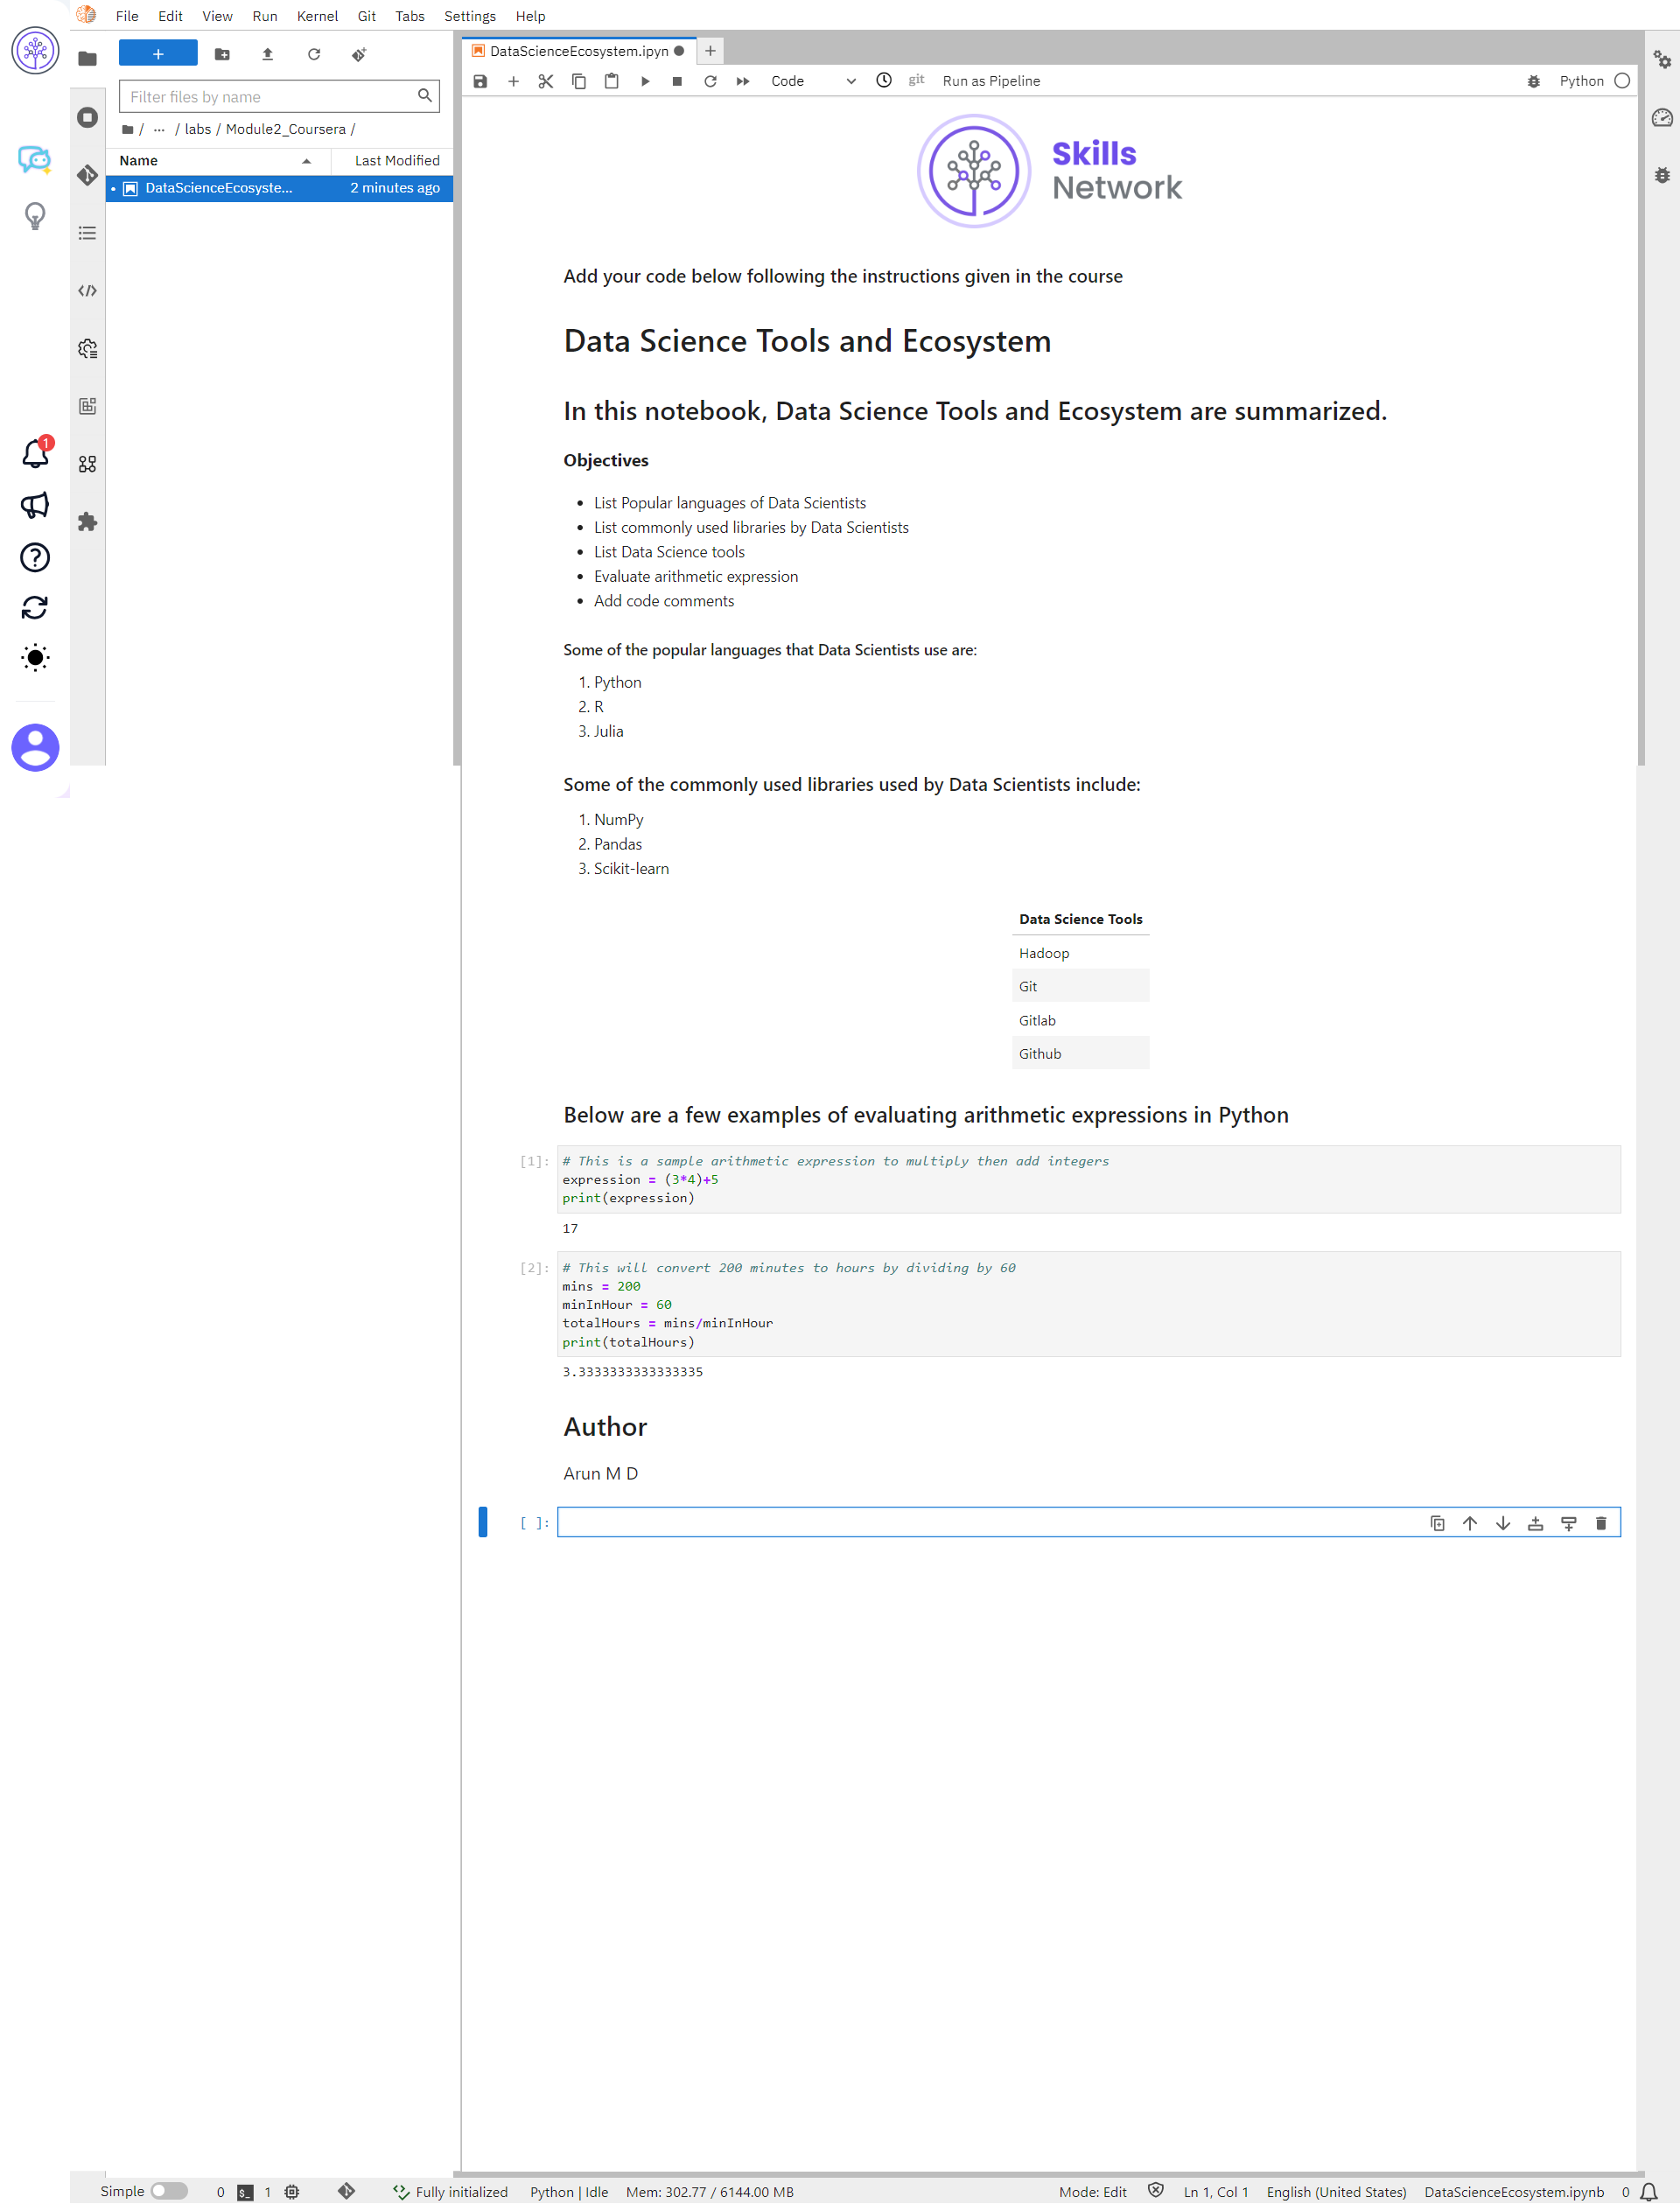 File Edit View Run Kernel Git Tabs Settings Help
Filter files by name
/ ... / labs / Module2_Coursera /
Name Last Modified
DataScienceEcosyste... 2 minutes ago
1
DataScienceEcosystem.ipyn
Code git Run as Pipeline Python
Skills
Network
Add your code below following the instructions given in the course
Data Science Tools and Ecosystem
In this notebook, Data Science Tools and Ecosystem are summarized.
Objectives
• List Popular languages of Data Scientists
• List commonly used libraries by Data Scientists
• List Data Science tools
• Evaluate arithmetic expression
• Add code comments
Some of the popular languages that Data Scientists use are:
1. Python
2. R
3. Julia
Some of the commonly used libraries used by Data Scientists include:
1. NumPy
2. Pandas
3. Scikit-learn
Data Science Tools
Hadoop
Git
Gitlab
Github
Below are a few examples of evaluating arithmetic expressions in Python
[1]: # This is a sample arithmetic expression to multiply then add integers
expression = (3*4)+5
print(expression)
17
[2]: # This will convert 200 minutes to hours by dividing by 60
mins = 200
minInHour = 60
totalHours = mins/minInHour
print(totalHours)
3.3333333333333335
Author
Arun M D
[ ]:
Simple 0 $_ 1 Fully initialized Python | Idle Mem: 302.77 / 6144.00 MB Mode: Edit Ln 1, Col 1 English (United States) DataScienceEcosystem.ipynb 0